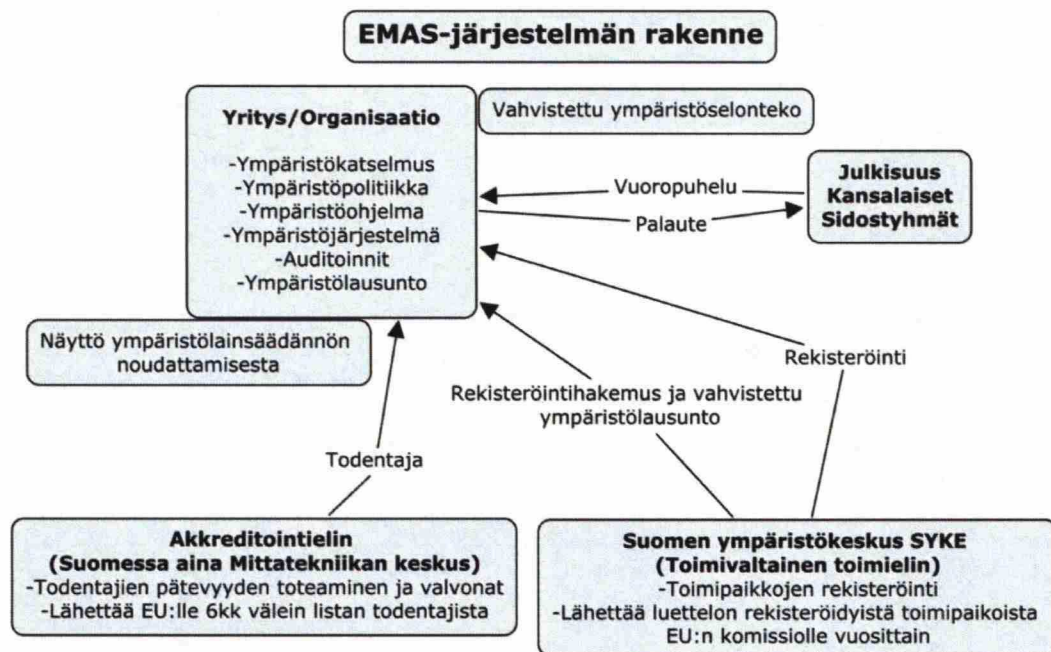 EMAS-järjestelmän rakenne
Yritys/Organisaatio
-Ympäristökatselmus
-Ympäristöpolitiikka
-Ympäristöohjelma
-Ympäristöjärjestelmä
-Auditoinnit
-Ympäristölausunto
Vahvistettu ympäristöselonteko
Vuoropuhelu
Palaute
Julkisuus
Kansalaiset
Sidostyhmät
Näyttö ympäristölainsäädännön
noudattamisesta
Rekisteröinti
Rekisteröintihakemus ja vahvistettu
ympäristölausunto
Todentaja
Akkreditointielin
(Suomessa aina Mittatekniikan keskus)
-Todentajien pätevyyden toteaminen ja valvonat
-Lähettää EU:lle 6kk välein listan todentajista
Suomen ympäristökeskus SYKE
(Toimivaltainen toimielin)
-Toimipaikkojen rekisteröinti
-Lähettää luettelon rekisteröidyistä toimipaikoista
EU:n komissiolle vuosittain